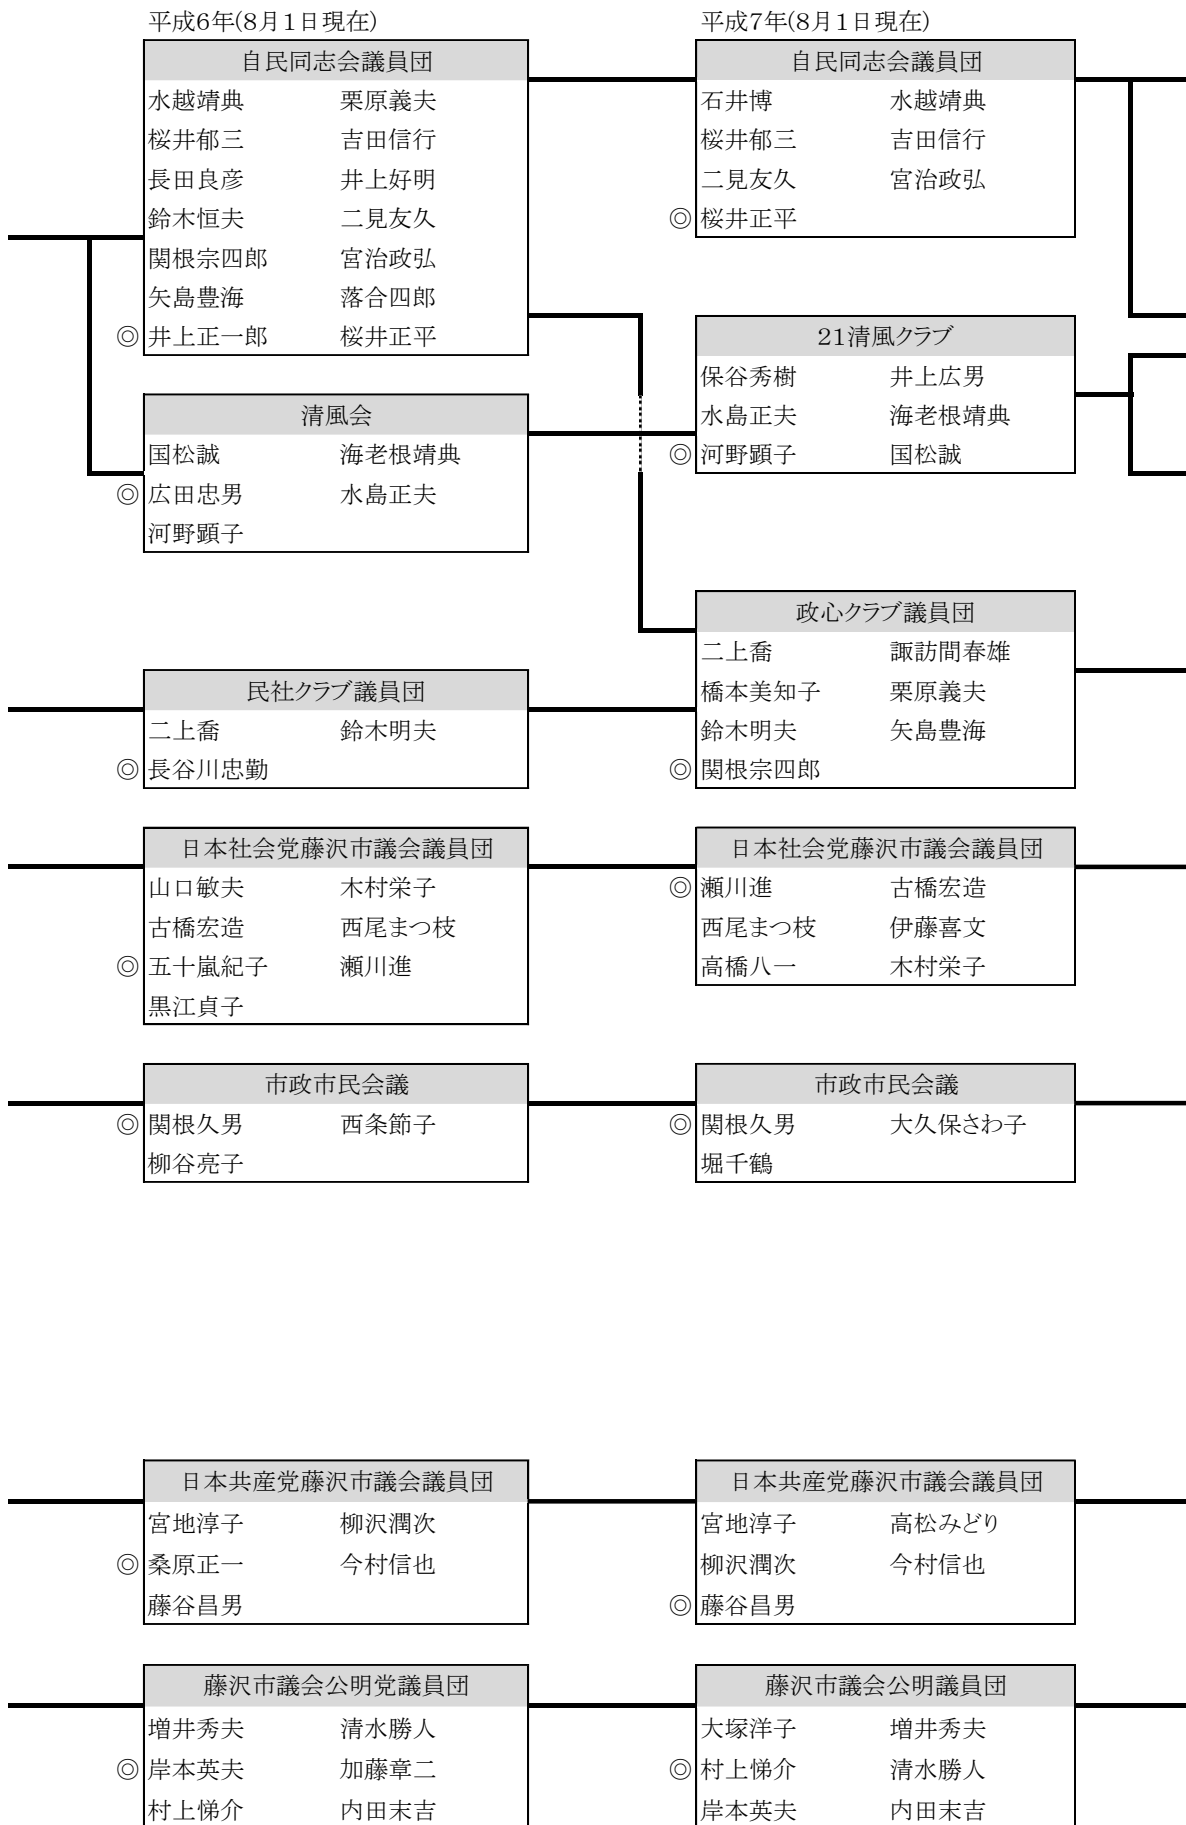 平成6年(8月1日現在)
自民同志会議員団
水越靖典 栗原義夫
桜井郁三 吉田信行
長田良彦 井上好明
鈴木恒夫 二見友久
関根宗四郎 宮治政弘
矢島豊海 落合四郎
◎ 井上正一郎 桜井正平
清風会
国松誠 海老根靖典
◎ 広田忠男 水島正夫
河野顕子
民社クラブ議員団
二上喬 鈴木明夫
◎ 長谷川忠勤
日本社会党藤沢市議会議員団
山口敏夫 木村栄子
古橋宏造 西尾まつ枝
◎ 五十嵐紀子 瀬川進
黒江貞子
市政市民会議
◎ 関根久男 西条節子
柳谷亮子
日本共産党藤沢市議会議員団
宮地淳子 柳沢潤次
◎ 桑原正一 今村信也
藤谷昌男
藤沢市議会公明党議員団
増井秀夫 清水勝人
◎ 岸本英夫 加藤章二
村上悌介 内田末吉
平成7年(8月1日現在)
自民同志会議員団
石井博 水越靖典
桜井郁三 吉田信行
二見友久 宮治政弘
◎ 桜井正平
21清風クラブ
保谷秀樹 井上広男
水島正夫 海老根靖典
◎ 河野顕子 国松誠
政心クラブ議員団
二上喬 諏訪間春雄
橋本美知子 栗原義夫
鈴木明夫 矢島豊海
◎ 関根宗四郎
日本社会党藤沢市議会議員団
◎ 瀬川進 古橋宏造
西尾まつ枝 伊藤喜文
高橋八一 木村栄子
市政市民会議
◎ 関根久男 大久保さわ子
堀千鶴
日本共産党藤沢市議会議員団
宮地淳子 高松みどり
柳沢潤次 今村信也
◎ 藤谷昌男
藤沢市議会公明議員団
大塚洋子 増井秀夫
◎ 村上悌介 清水勝人
岸本英夫 内田末吉